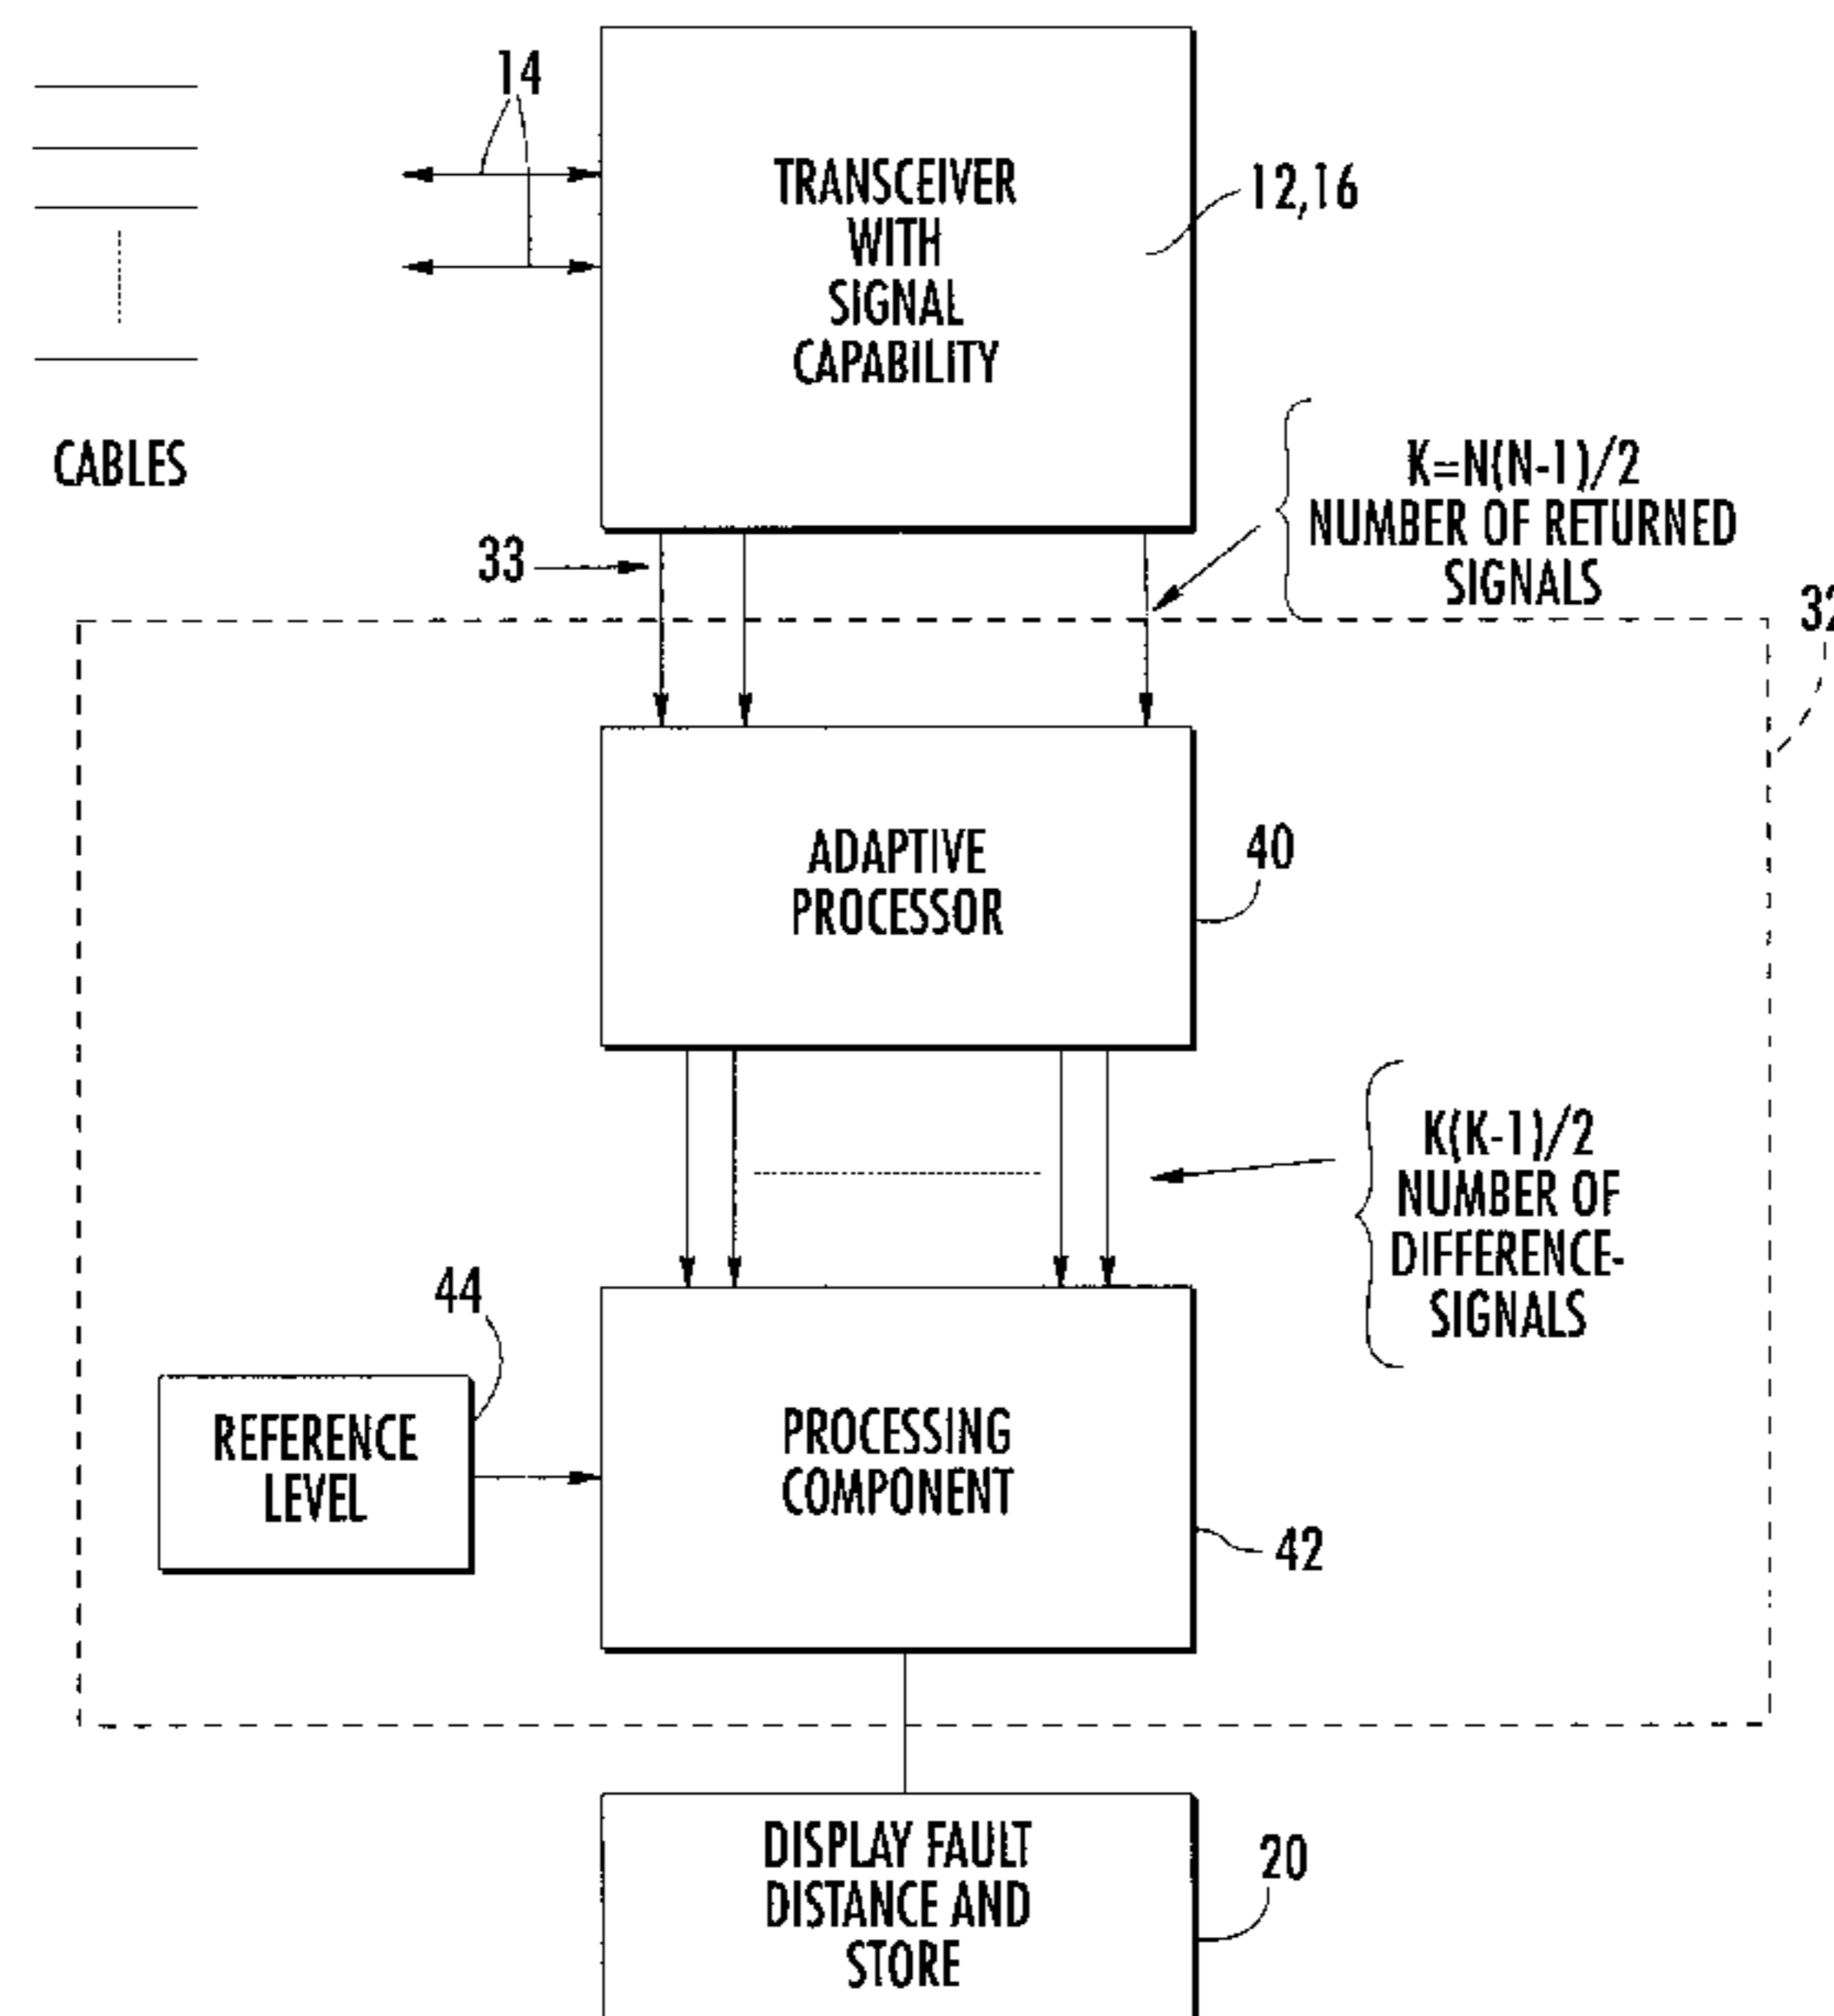 14
TRANSCEIVER
WITH
SIGNAL
CAPABILITY
12,16
CABLES
K=N(N-1)/2
NUMBER OF RETURNED
SIGNALS
33
32
ADAPTIVE
PROCESSOR
40
K(K-1)/2
NUMBER OF
DIFFERENCE-
SIGNALS
44
REFERENCE
LEVEL
PROCESSING
COMPONENT
42
DISPLAY FAULT
DISTANCE AND
STORE
20